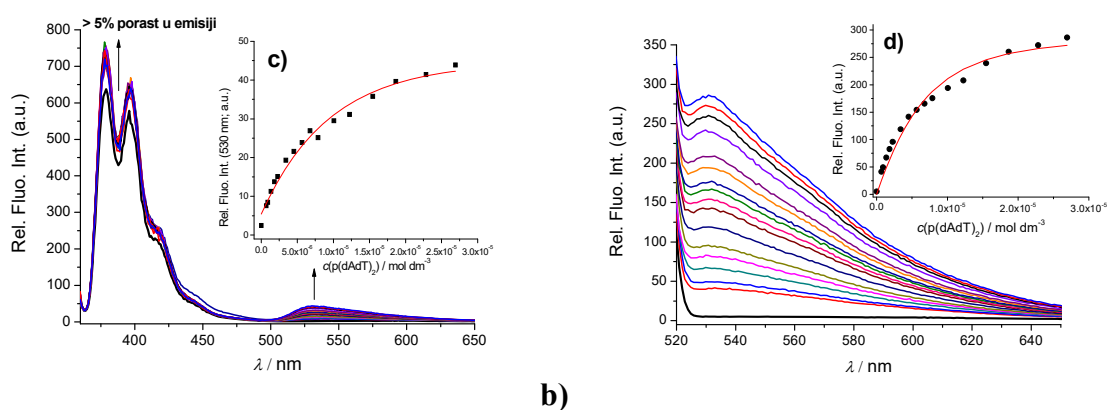 > 5% porast u emisiji
c)
Rel. Fluo. Int. (a.u.)
800
700
600
500
400
300
200
100
0
400
450
500
550
600
650
λ / nm
Rel. Fluo. Int. (530 nm; a.u.)
50
40
30
20
10
0
0.0
5.0x10⁻⁶
1.0x10⁻⁵
1.5x10⁻⁵
2.0x10⁻⁵
2.5x10⁻⁵
3.0x10⁻⁵
c(p(dAdT)₂) / mol dm⁻³
d)
Rel. Fluo. Int. (a.u.)
350
300
250
200
150
100
50
0
520
540
560
580
600
620
640
λ / nm
Rel. Fluo. Int. (a.u.)
300
250
200
150
100
50
0
0.0
1.0x10⁻⁵
2.0x10⁻⁵
3.0x10⁻⁵
c(p(dAdT)₂) / mol dm⁻³
b)